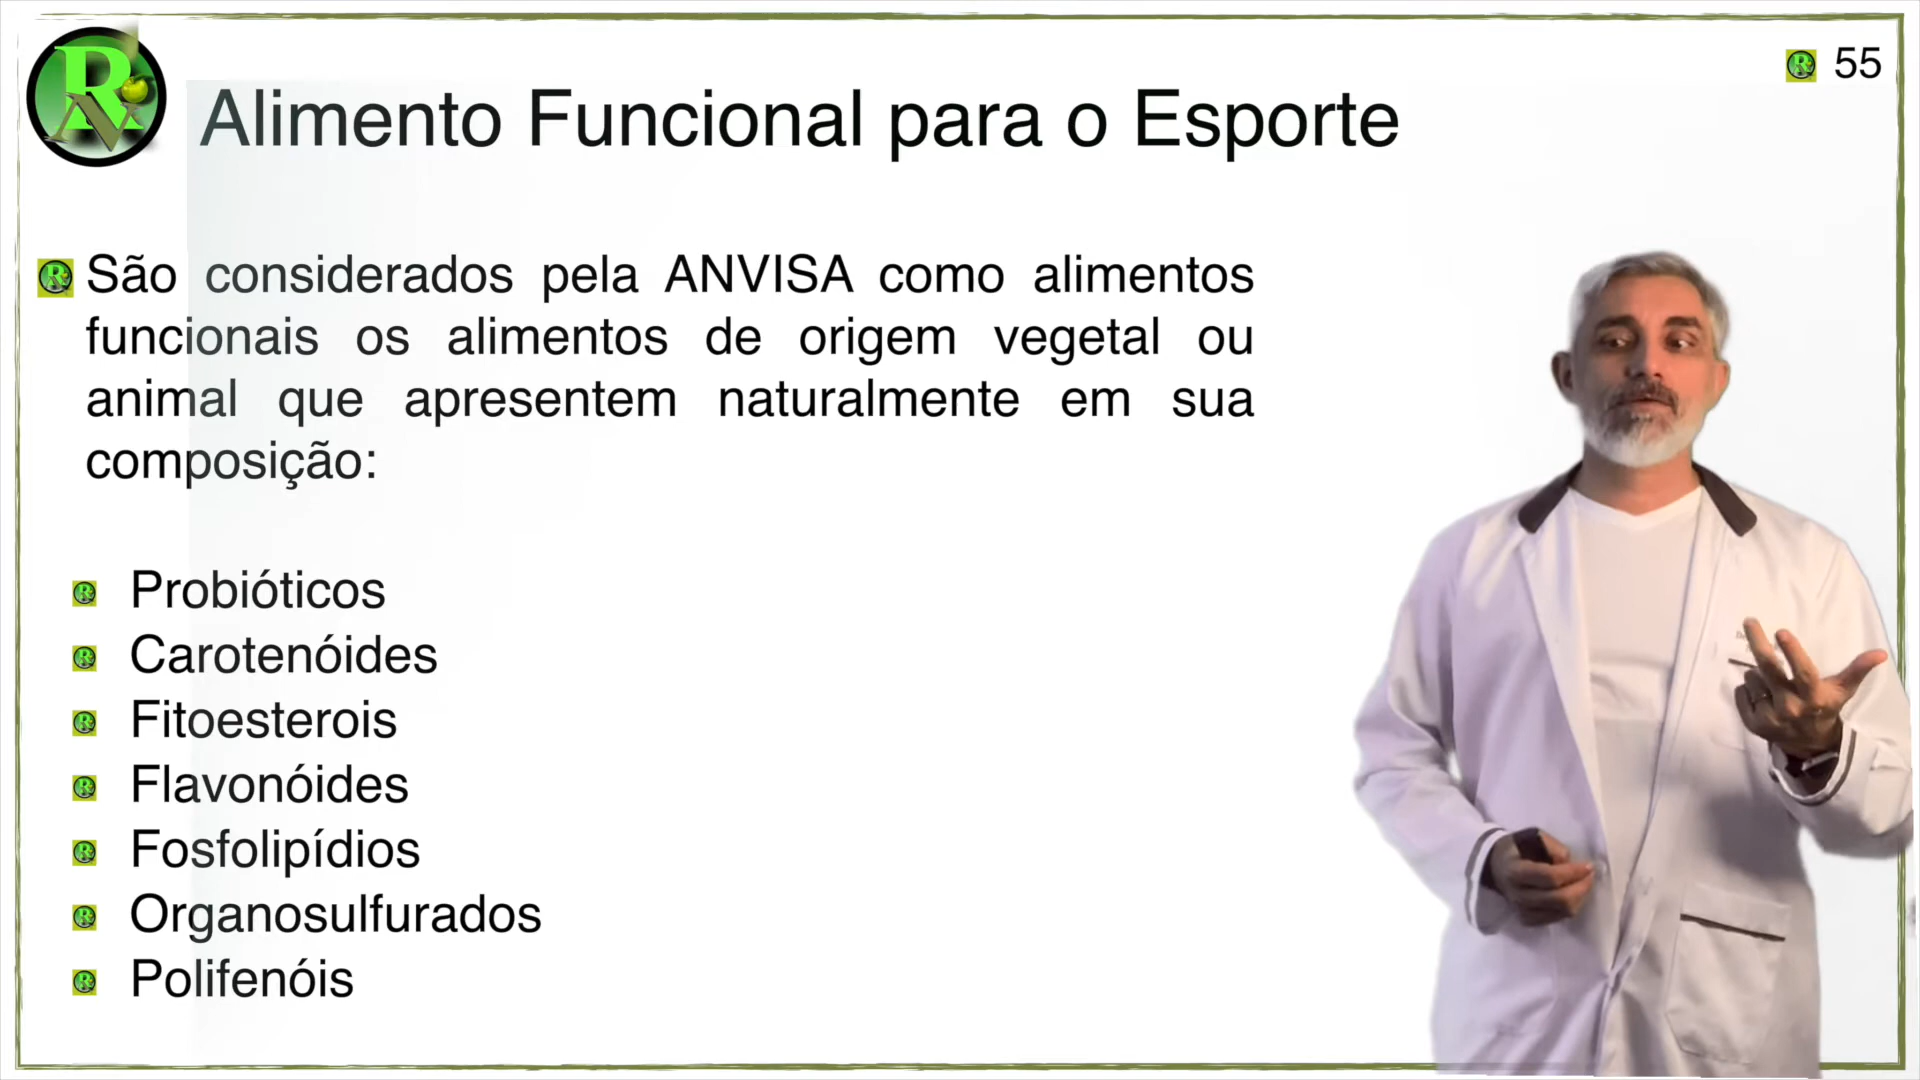 55
Alimento Funcional para o Esporte
São considerados pela ANVISA como alimentos
funcionais os alimentos de origem vegetal ou
animal que apresentem naturalmente em sua
composição:
Probióticos
Carotenóides
Fitoesterois
Flavonóides
Fosfolipídios
Organosulfurados
Polifenóis